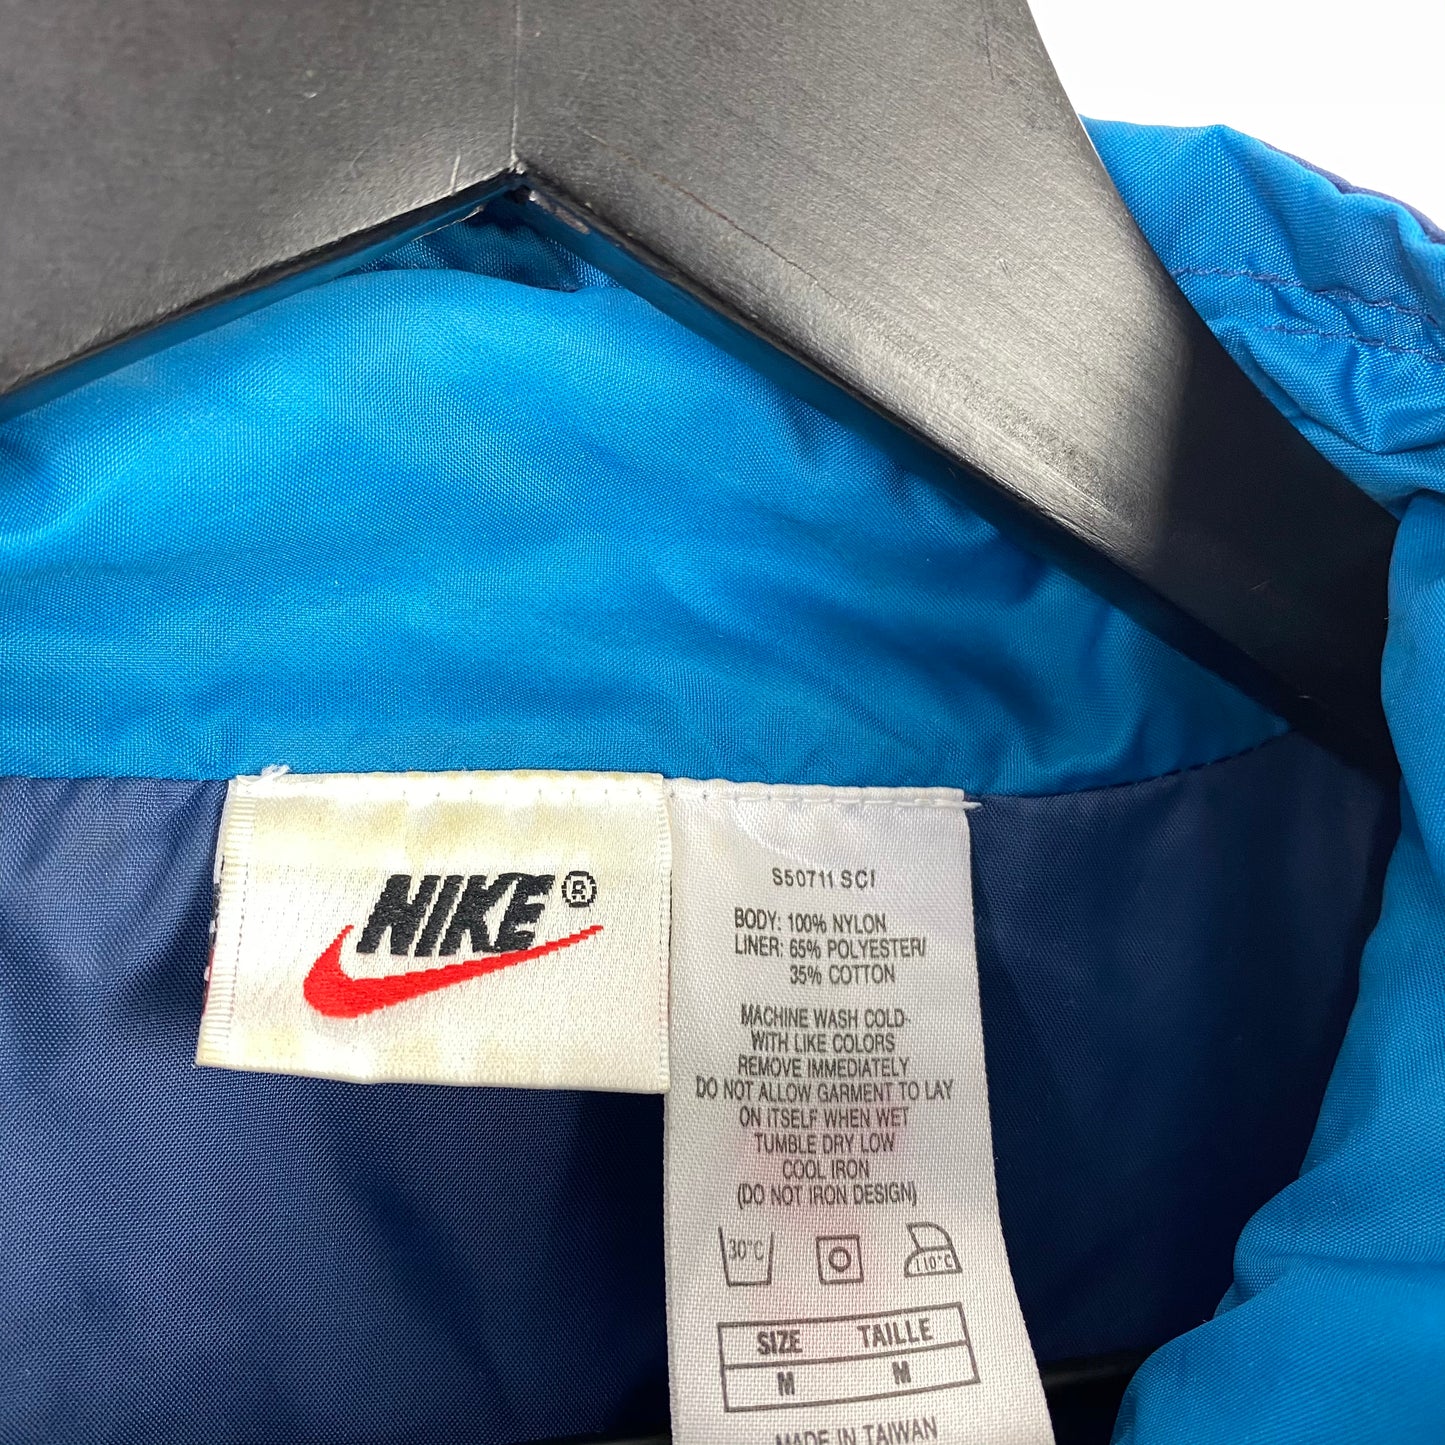 NIKE®
S50711 SCI
BODY: 100% NYLON
LINER: 65% POLYESTER/
35% COTTON
MACHINE WASH COLD-
WITH LIKE COLORS
REMOVE IMMEDIATELY
DO NOT ALLOW GARMENT TO LAY
ON ITSELF WHEN WET
TUMBLE DRY LOW
COOL IRON
(DO NOT IRON DESIGN)
30°C 110°C
SIZE TAILLE
M M
MADE IN TAIWAN